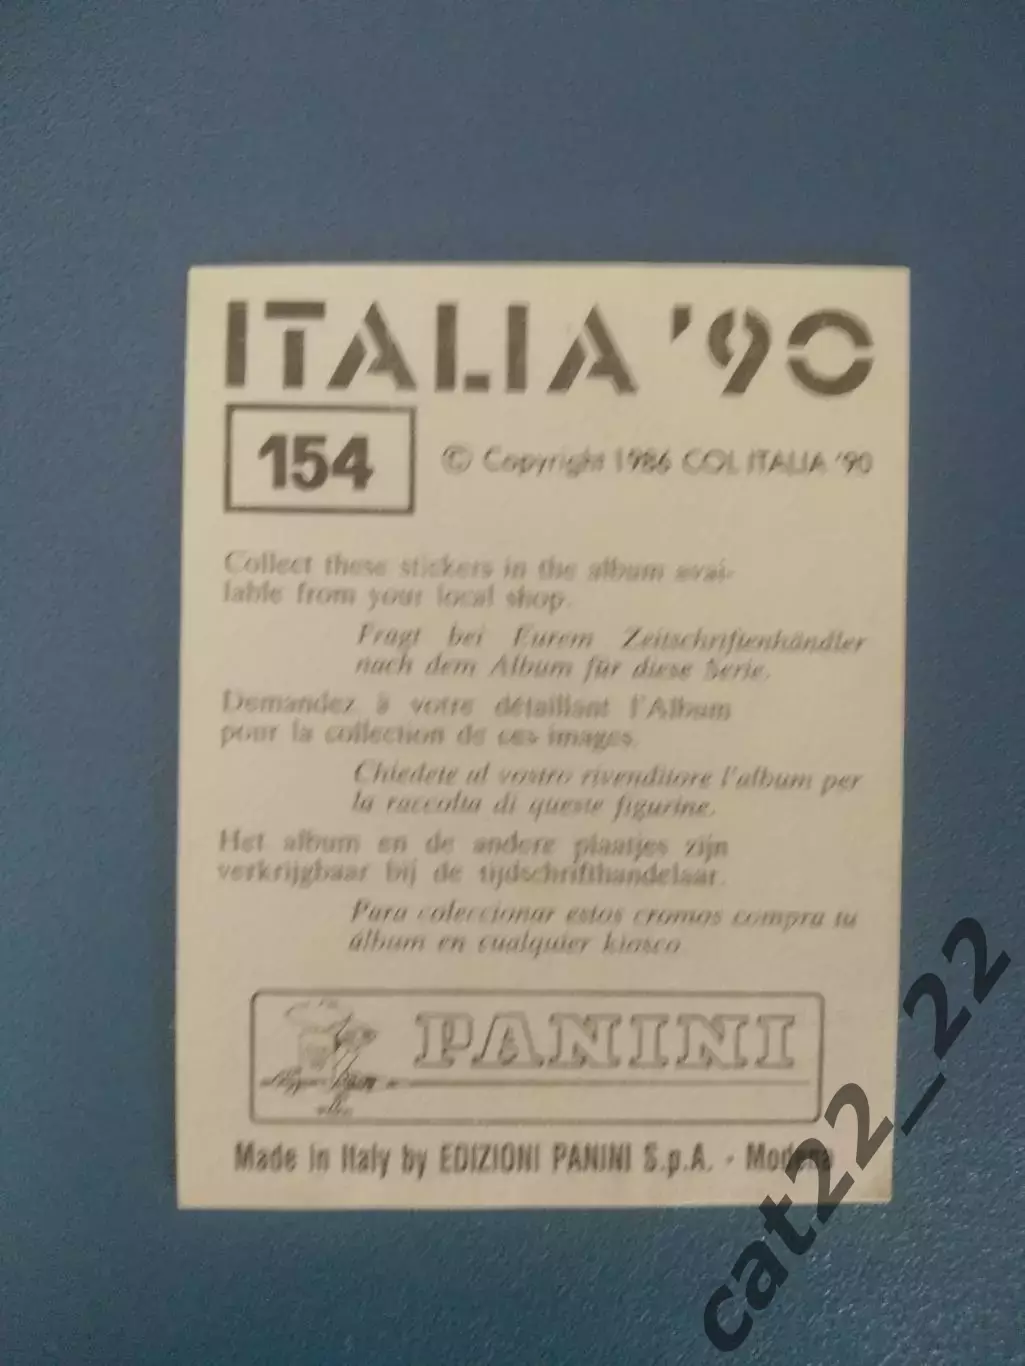 ITALIA '90
154
© Copyright 1986 COL ITALIA '90
Collect these stickers in the album avai-
lable from your local shop.
Fragt bei Eurem Zeitschriftenhändler
nach dem Album für diese Serie.
Demandez à votre détaillant l'Album
pour la collection de ces images.
Chiedete al vostro rivenditore l'album per
la raccolta di queste figurine.
Het album en de andere plaatjes zijn
verkrijgbaar bij de tijdschrifthandelaar.
Para coleccionar estos cromos compra tu
álbum en cualquier kiosco.
PANINI
Made in Italy by EDIZIONI PANINI S.p.A. - Modena
cat22_22